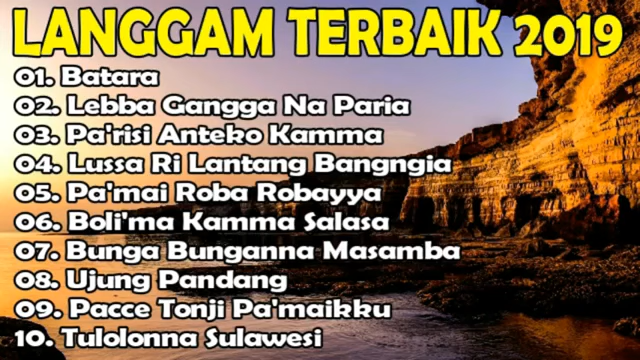 LANGGAM TERBAIK 2019
01. Batara
02. Lebba Gangga Na Paria
03. Pa'risi Anteko Kamma
04. Lussa Ri Lantang Bangngia
05. Pa'mai Roba Robayya
06. Boli'ma Kamma Salasa
07. Bunga Bunganna Masamba
08. Ujung Pandang
09. Pacce Tonji Pa'maikku
10. Tulolonna Sulawesi